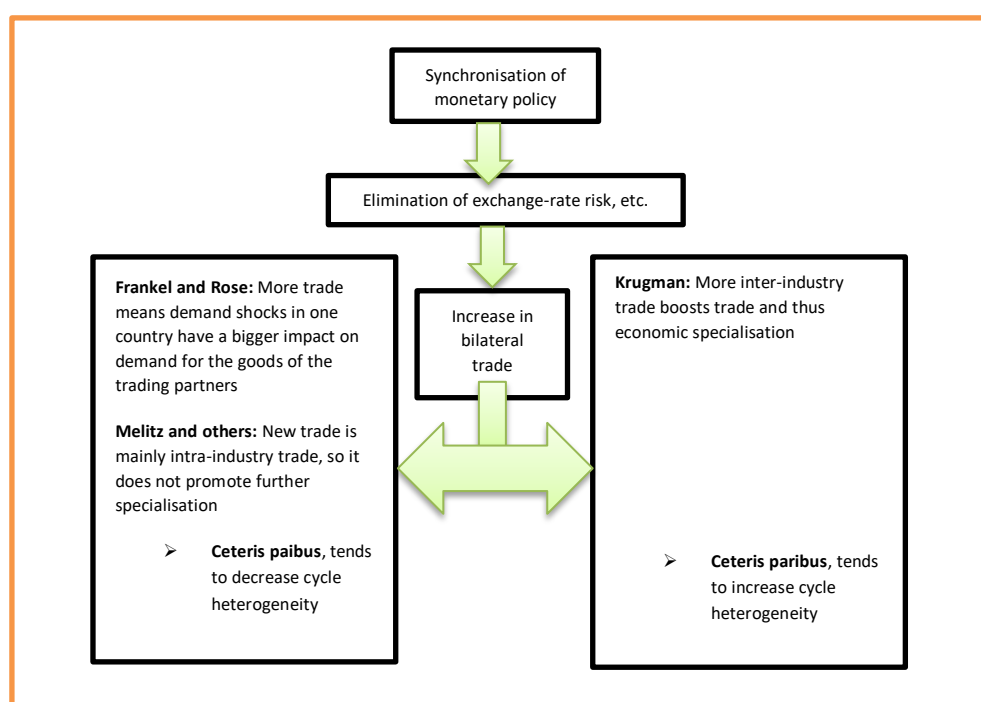 Synchronisation of
monetary policy
Elimination of exchange-rate risk, etc.
Frankel and Rose: More trade
means demand shocks in one
country have a bigger impact on
demand for the goods of the
trading partners
Melitz and others: New trade is
mainly intra-industry trade, so it
does not promote further
specialisation
➢ Ceteris paibus, tends
to decrease cycle
heterogeneity
Increase in
bilateral
trade
Krugman: More inter-industry
trade boosts trade and thus
economic specialisation
➢ Ceteris paribus, tends
to increase cycle
heterogeneity